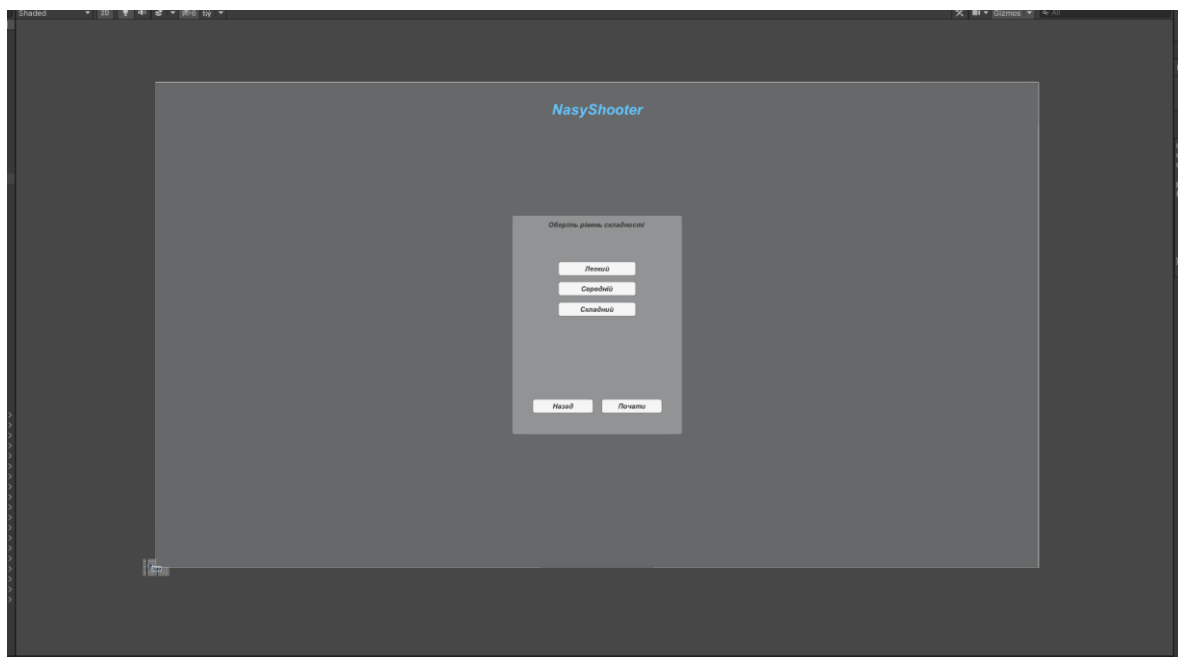 Shaded 2D Gizmos All
NasyShooter
Оберіть рівень складності
Легкий
Середній
Складний
Назад Почати